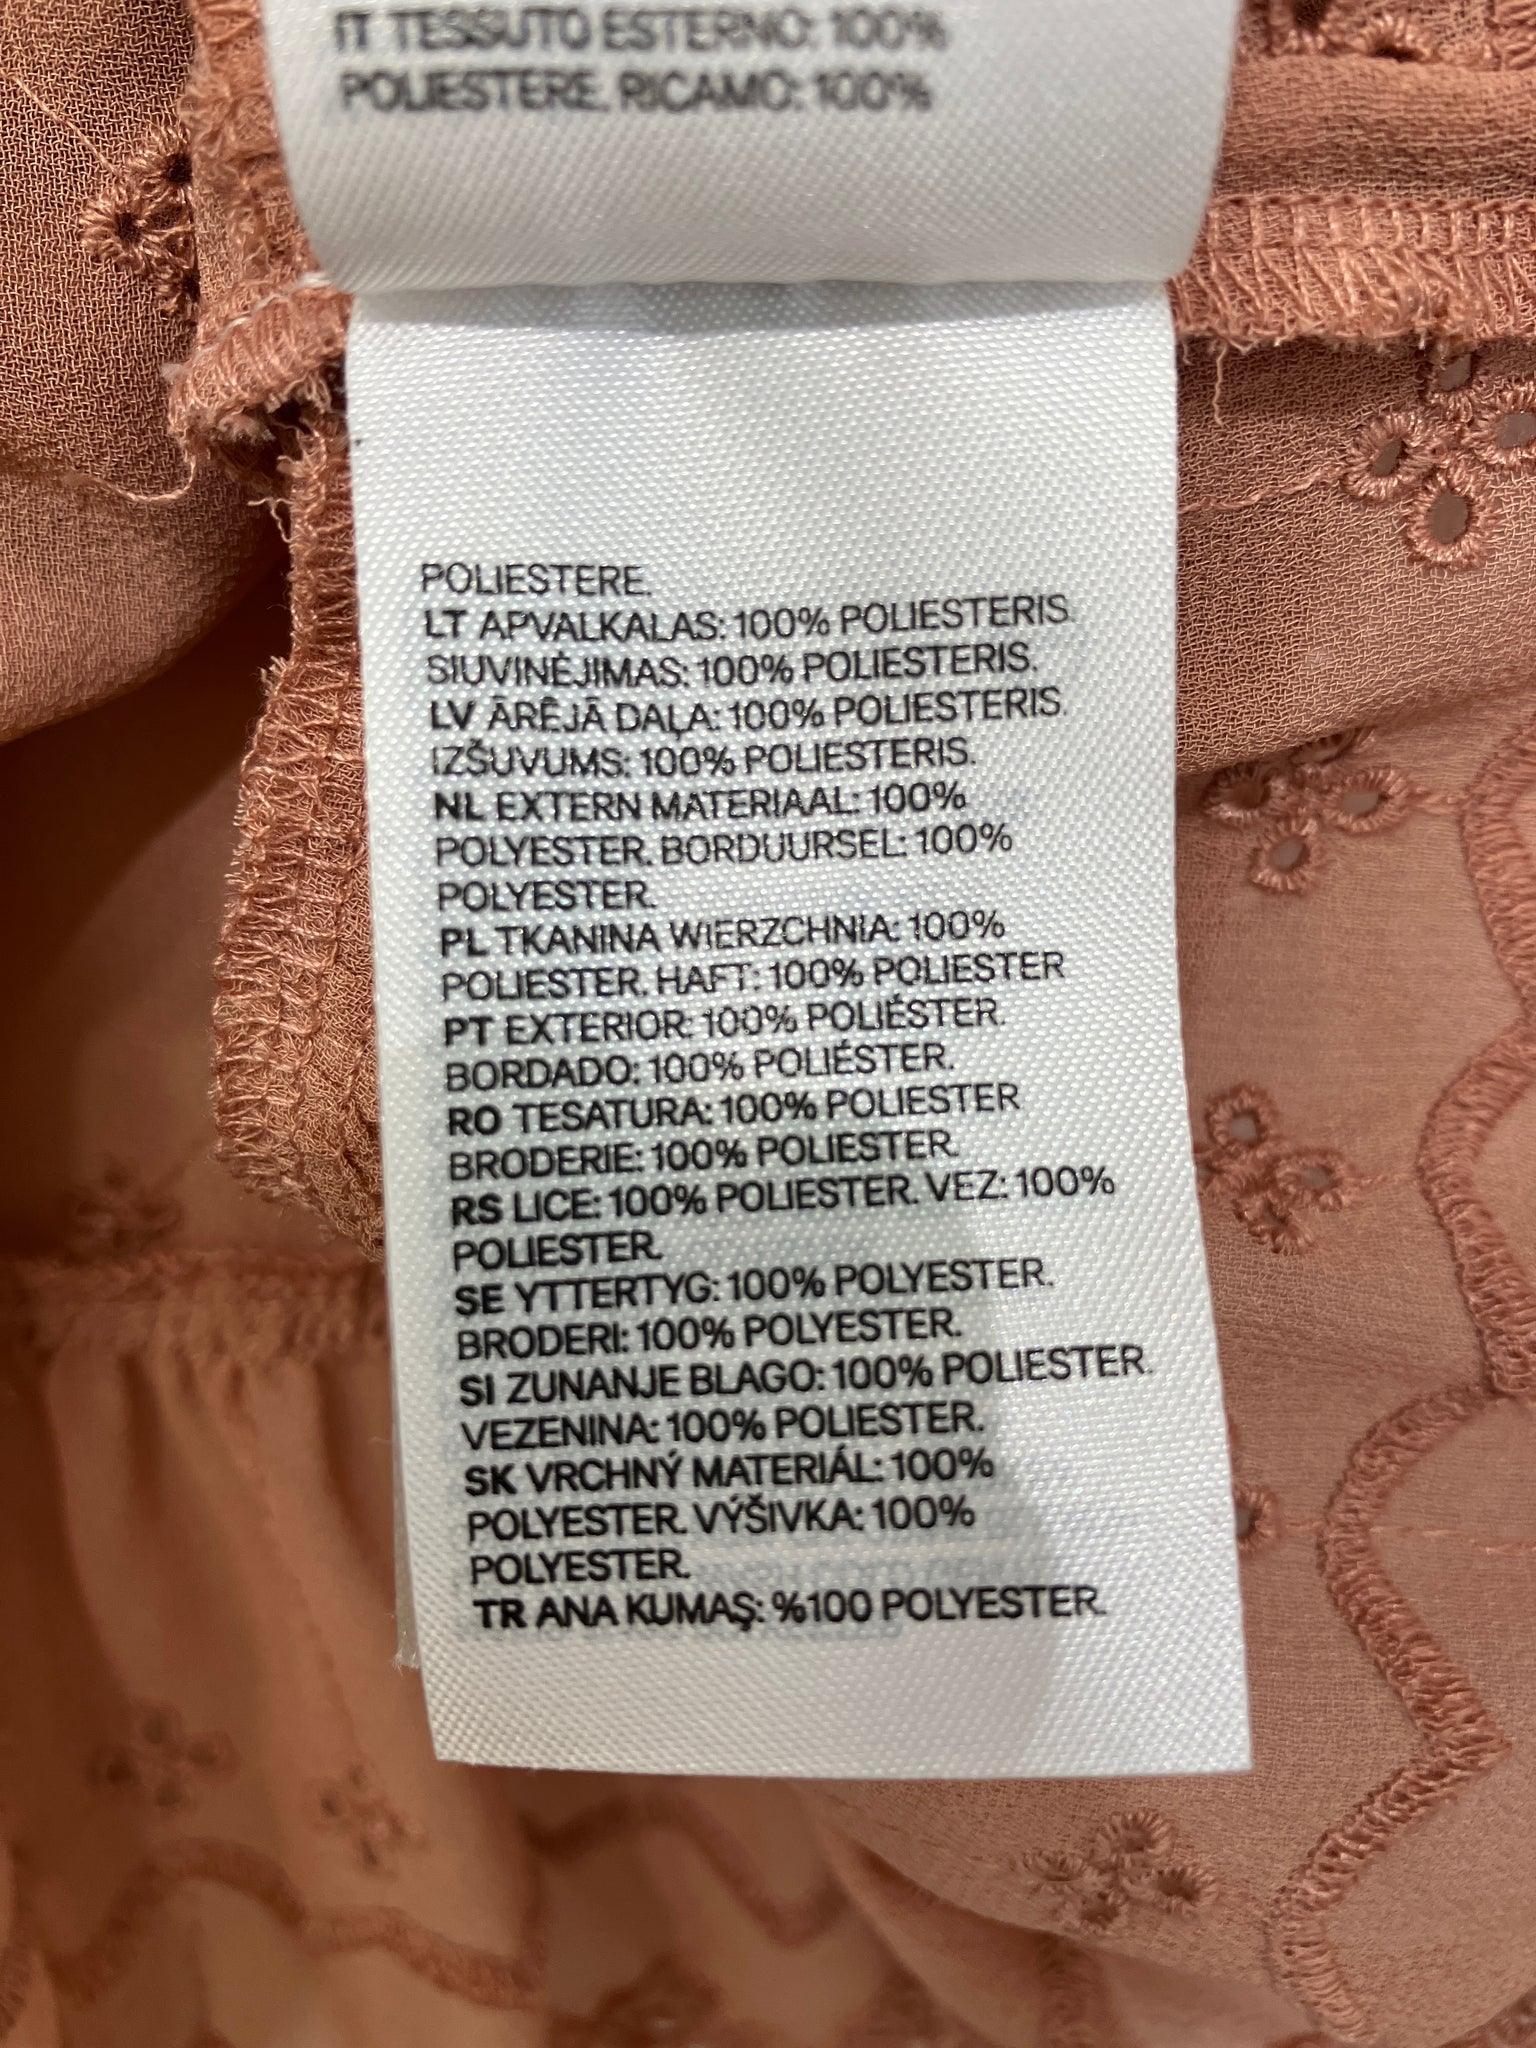 IT TESSUTO ESTERNO: 100%
POLIESTERE. RICAMO: 100%
POLIESTERE.
LT APVALKALAS: 100% POLIESTERIS
SIUVINĖJIMAS: 100% POLIESTERIS.
LV ĀRĒJĀ DAĻA: 100% POLIESTERIS.
IZŠUVUMS: 100% POLIESTERIS.
NL EXTERN MATERIAAL: 100%
POLYESTER. BORDUURSEL: 100%
POLYESTER.
PL TKANINA WIERZCHNIA: 100%
POLIESTER. HAFT: 100% POLIESTER
PT EXTERIOR: 100% POLIÉSTER.
BORDADO: 100% POLIÉSTER.
RO TESATURA: 100% POLIESTER
BRODERIE: 100% POLIESTER.
RS LICE: 100% POLIESTER. VEZ: 100%
POLIESTER.
SE YTTERTYG: 100% POLYESTER.
BRODERI: 100% POLYESTER.
SI ZUNANJE BLAGO: 100% POLIESTER.
VEZENINA: 100% POLIESTER.
SK VRCHNÝ MATERIÁL: 100%
POLYESTER. VÝŠIVKA: 100%
POLYESTER.
TR ANA KUMAŞ: %100 POLYESTER.